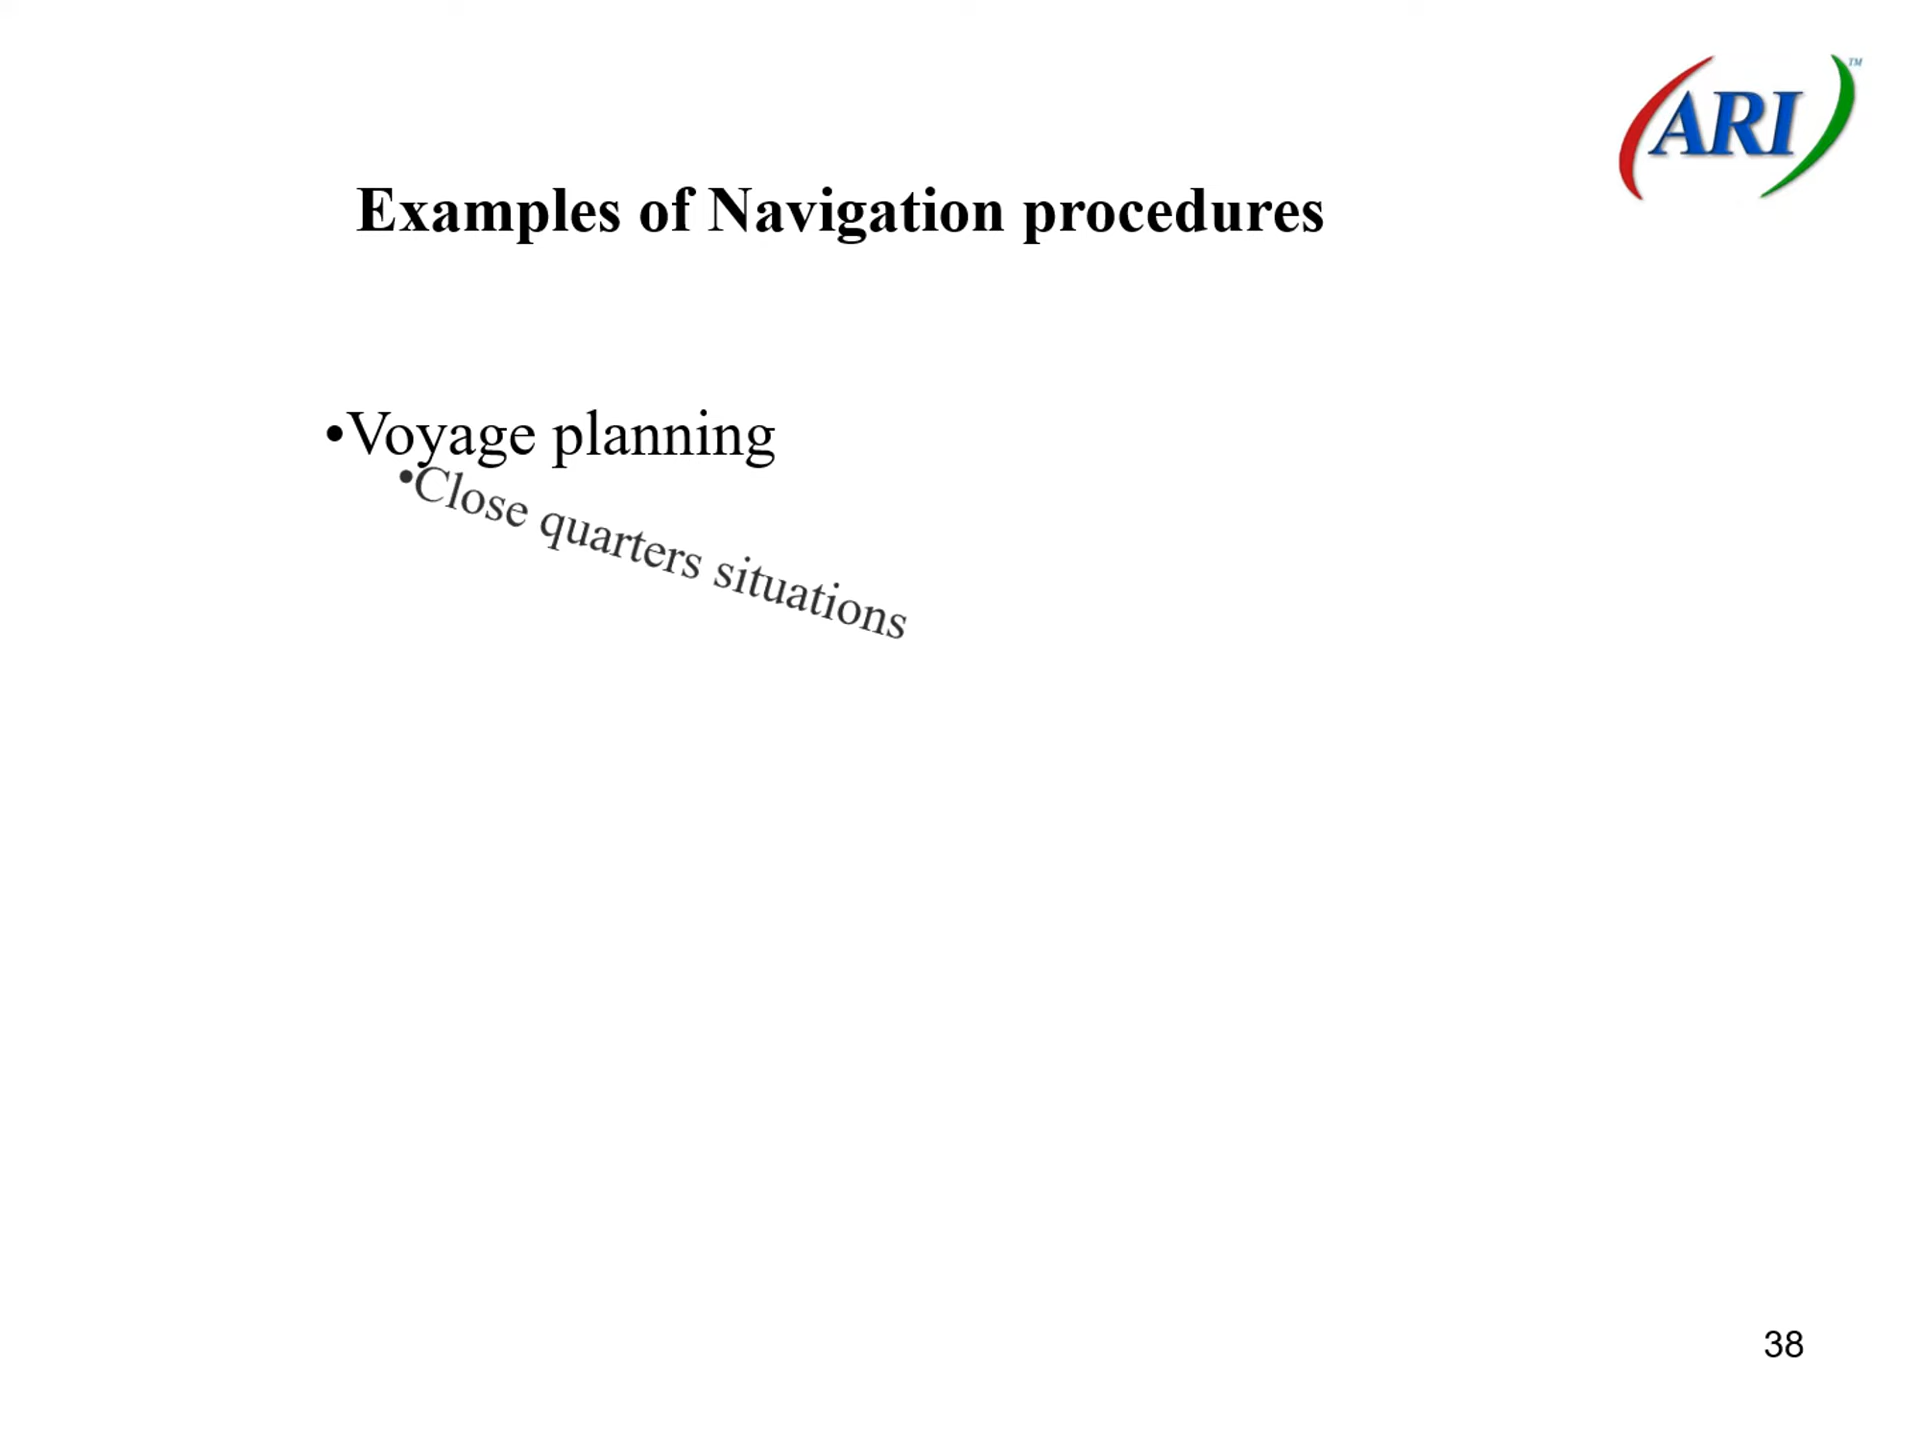 ARI™
Examples of Navigation procedures
•Voyage planning
•Close quarters situations
38